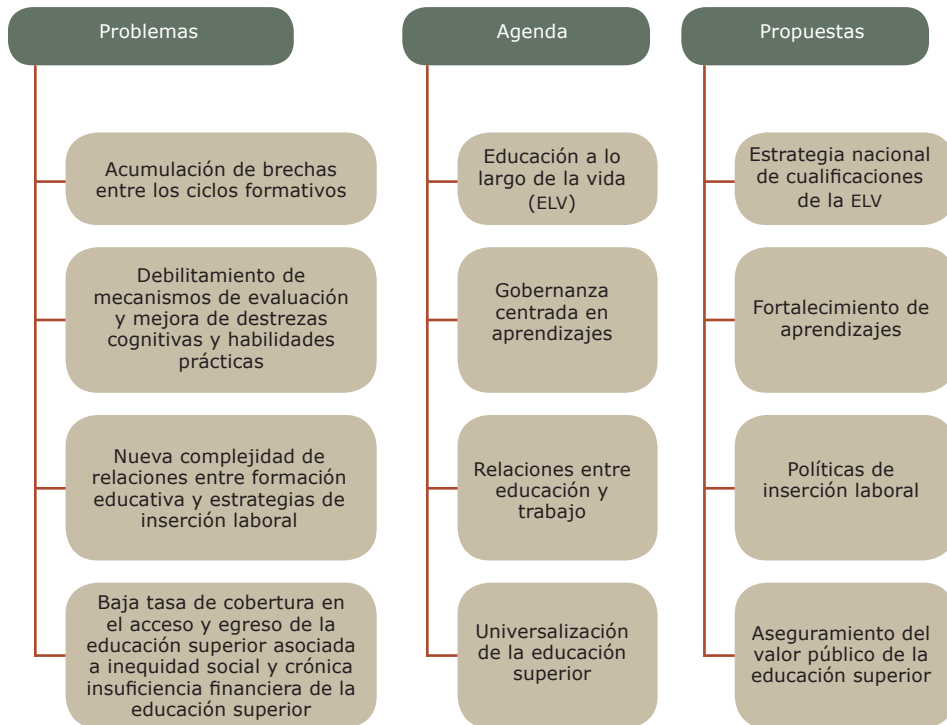 Problemas
Acumulación de brechas
entre los ciclos formativos
Debilitamiento de
mecanismos de evaluación
y mejora de destrezas
cognitivas y habilidades
prácticas
Nueva complejidad de
relaciones entre formación
educativa y estrategias de
inserción laboral
Baja tasa de cobertura en
el acceso y egreso de la
educación superior asociada
a inequidad social y crónica
insuficiencia financiera de la
educación superior
Agenda
Educación a lo
largo de la vida
(ELV)
Gobernanza
centrada en
aprendizajes
Relaciones entre
educación y
trabajo
Universalización
de la educación
superior
Propuestas
Estrategia nacional
de cualificaciones
de la ELV
Fortalecimiento de
aprendizajes
Políticas de
inserción laboral
Aseguramiento del
valor público de la
educación superior